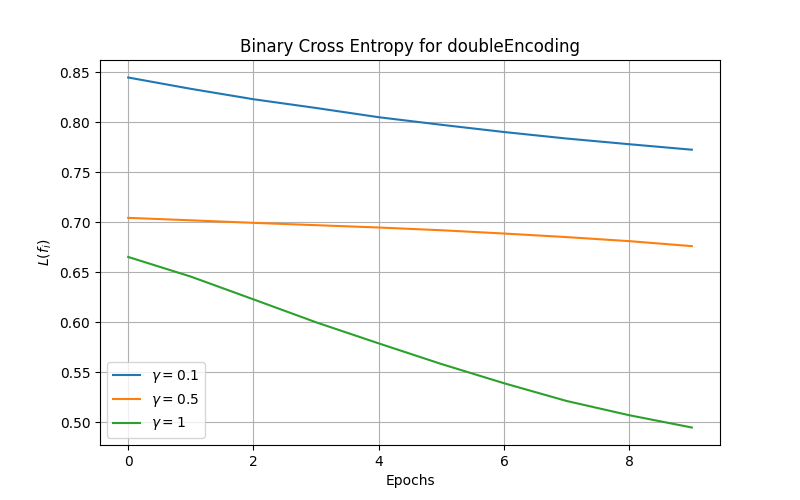 Binary Cross Entropy for doubleEncoding
0.85
0.80
0.75
0.70
0.65
0.60
0.55
0.50
L(fᵢ)
γ = 0.1
γ = 0.5
γ = 1
0 2 4 6 8
Epochs